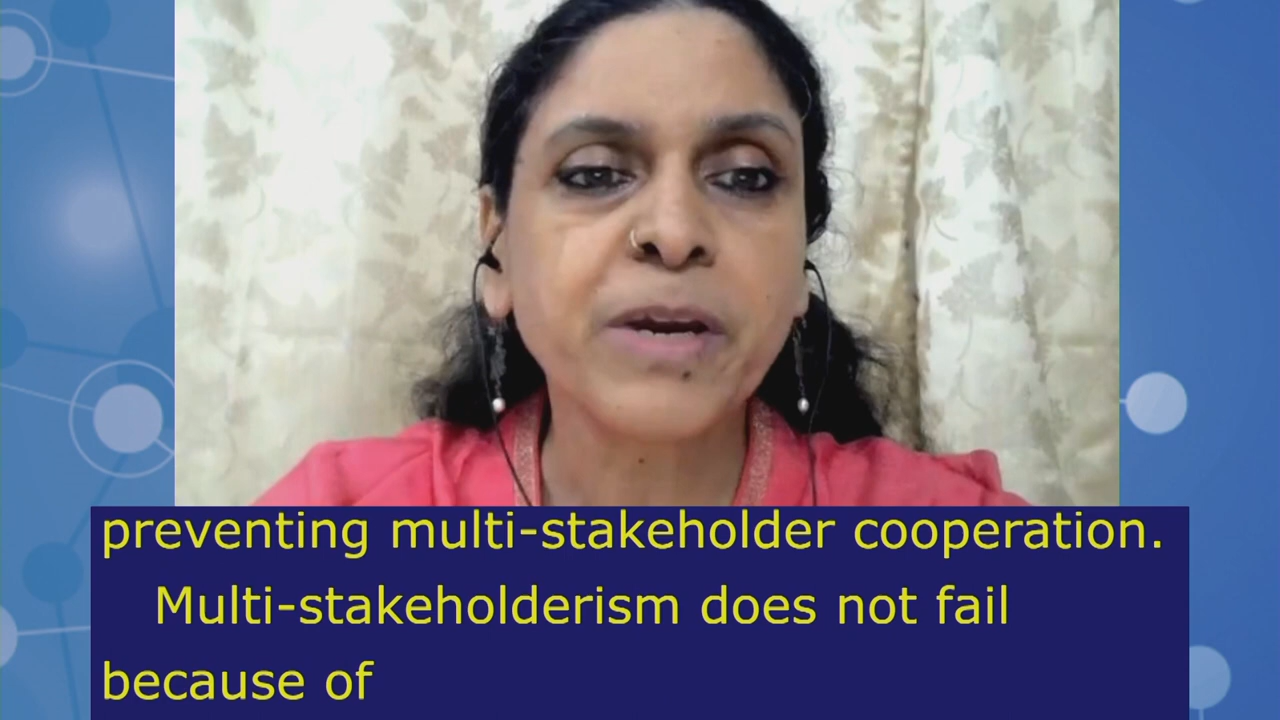 preventing multi-stakeholder cooperation.
Multi-stakeholderism does not fail
because of